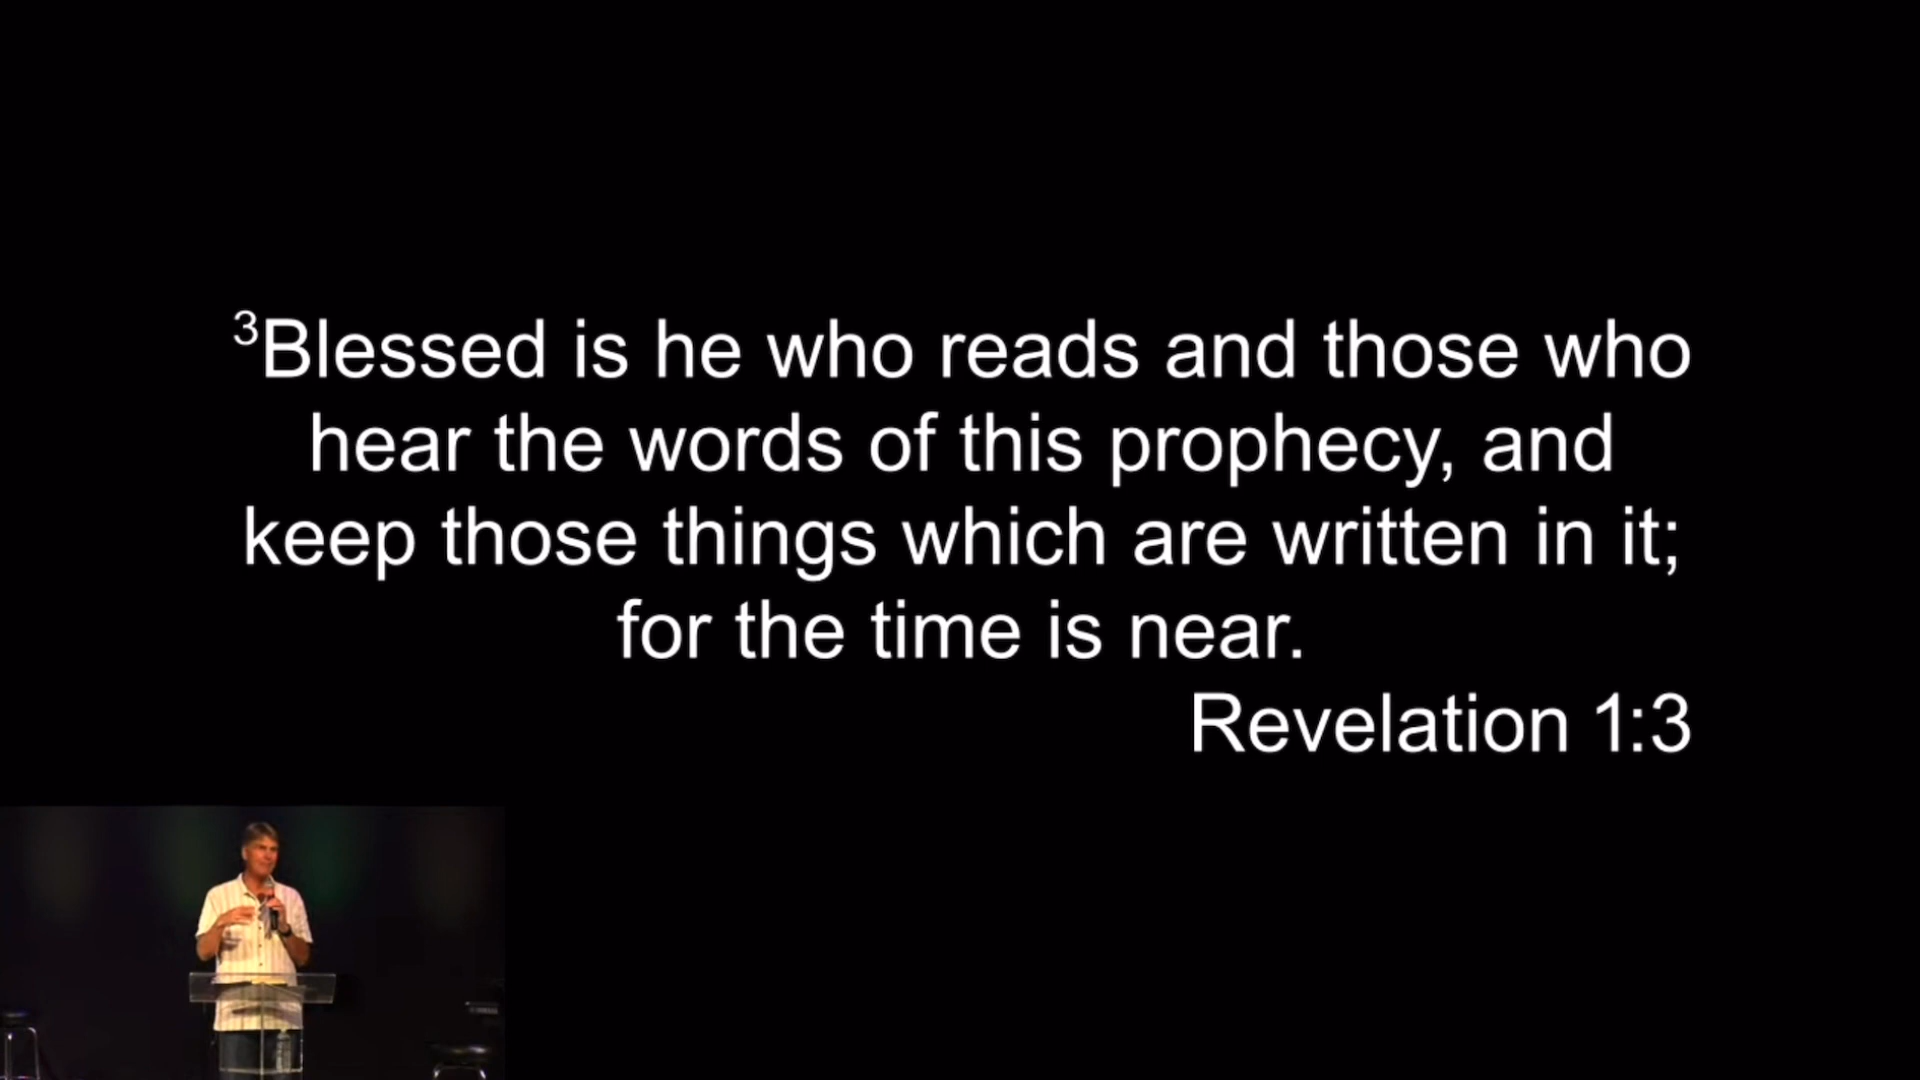 ³Blessed is he who reads and those who
hear the words of this prophecy, and
keep those things which are written in it;
for the time is near.
Revelation 1:3